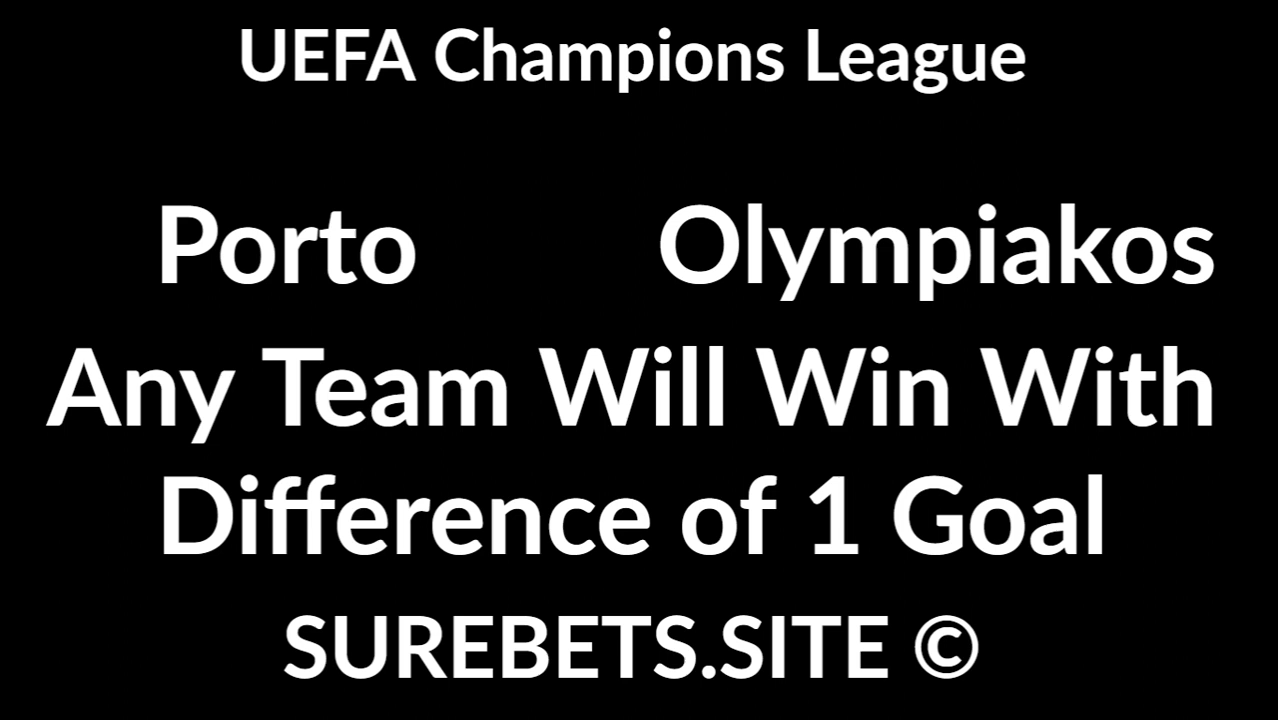 UEFA Champions League
Porto Olympiakos
Any Team Will Win With
Difference of 1 Goal
SUREBETS.SITE ©